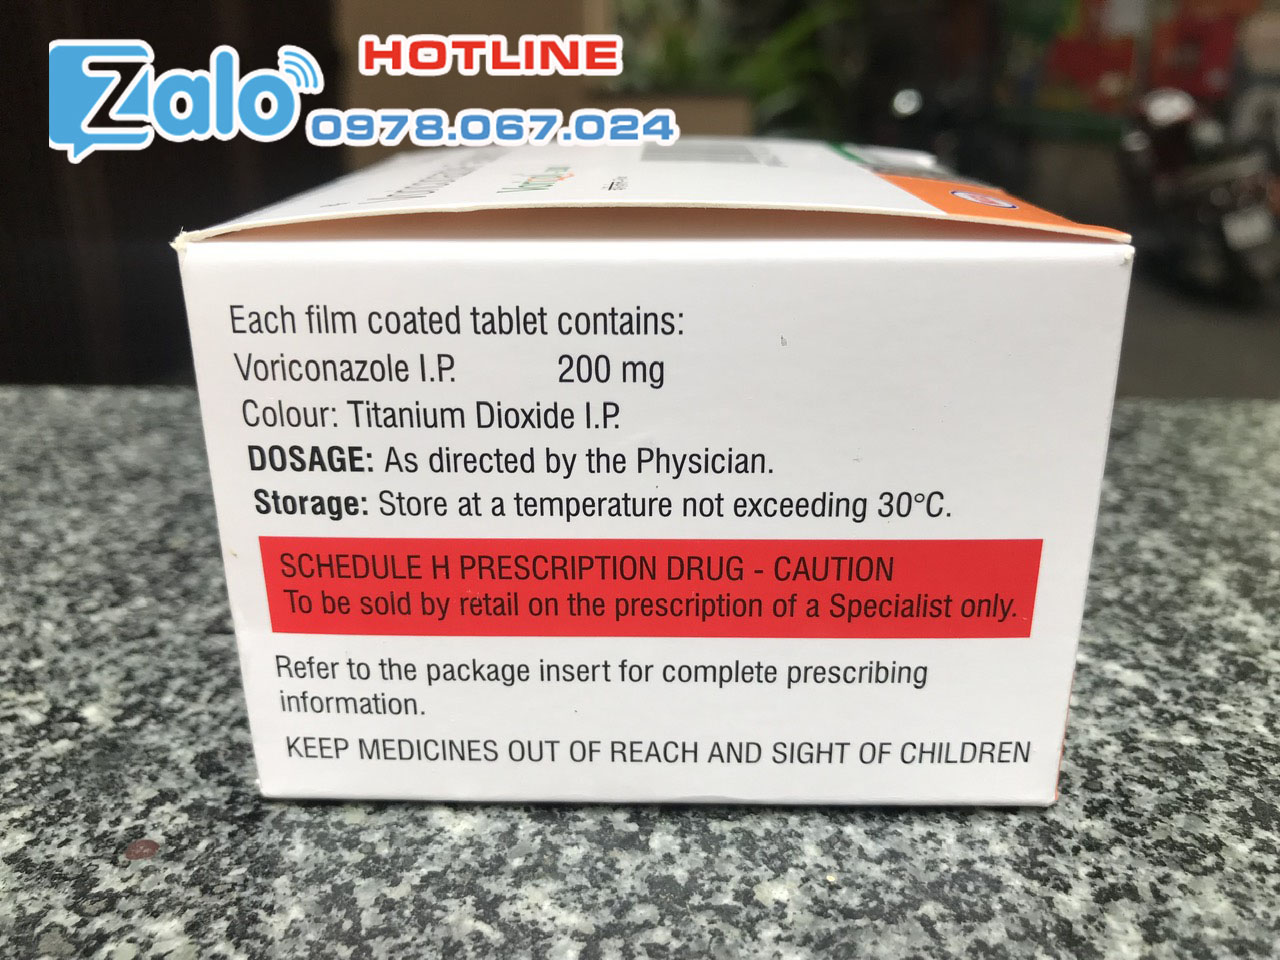 Zalo
HOTLINE
0978.067.024
Each film coated tablet contains:
Voriconazole I.P. 200 mg
Colour: Titanium Dioxide I.P.
DOSAGE: As directed by the Physician.
Storage: Store at a temperature not exceeding 30°C.
SCHEDULE H PRESCRIPTION DRUG - CAUTION
To be sold by retail on the prescription of a Specialist only.
Refer to the package insert for complete prescribing
information.
KEEP MEDICINES OUT OF REACH AND SIGHT OF CHILDREN